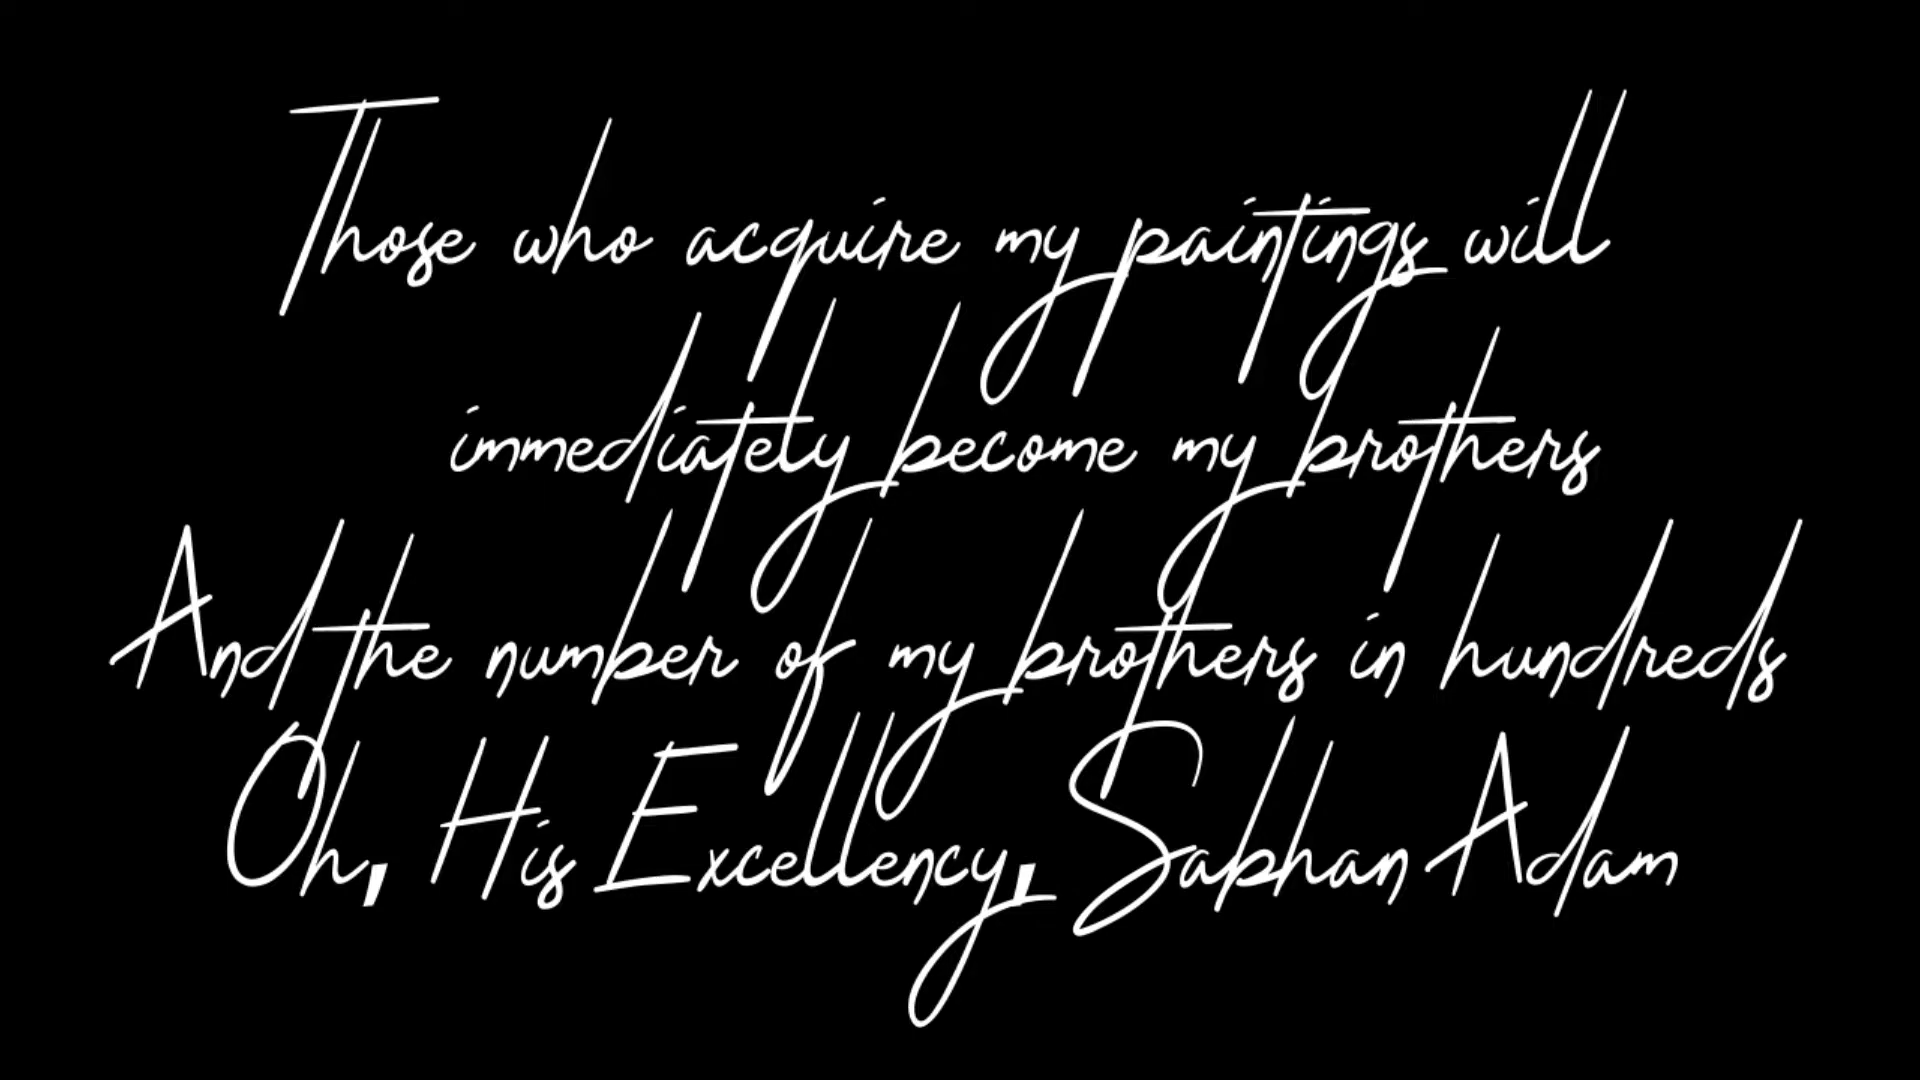 Those who acquire my paintings will
immediately become my brothers
And the number of my brothers in hundreds
Oh, His Excellency, Sabhan Adam